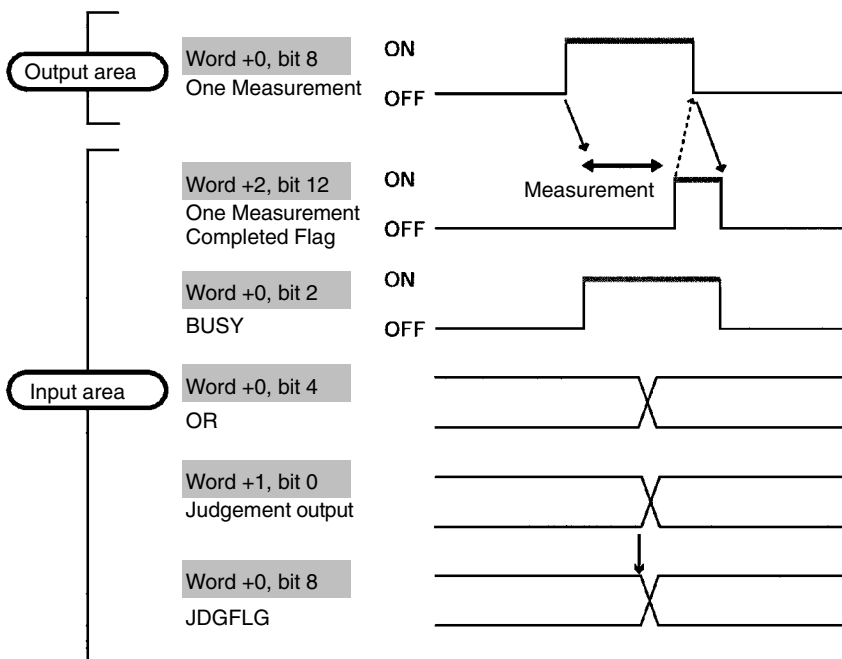 Output area
Word +0, bit 8
One Measurement
ON
OFF
Word +2, bit 12
One Measurement
Completed Flag
ON
OFF
Measurement
Word +0, bit 2
BUSY
ON
OFF
Input area
Word +0, bit 4
OR
Word +1, bit 0
Judgement output
Word +0, bit 8
JDGFLG